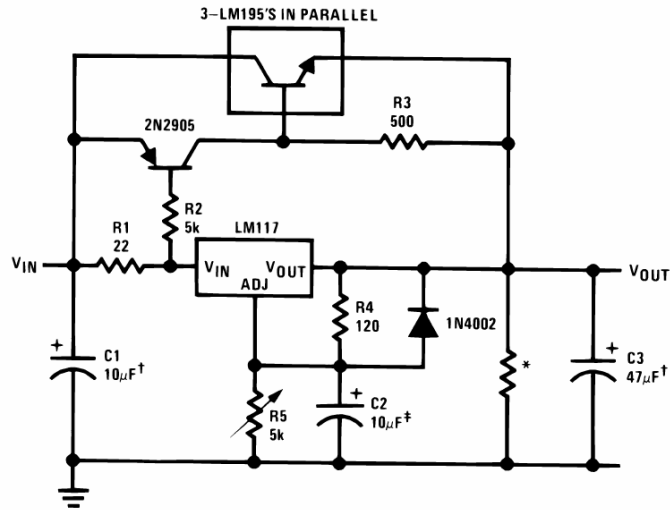 3–LM195'S IN PARALLEL
2N2905
R3
500
R2
5k
LM117
R1
22
VIN
VIN
VOUT
ADJ
VOUT
R4
120
1N4002
C1
10μF†
R5
5k
C2
10μF‡
*
C3
47μF†